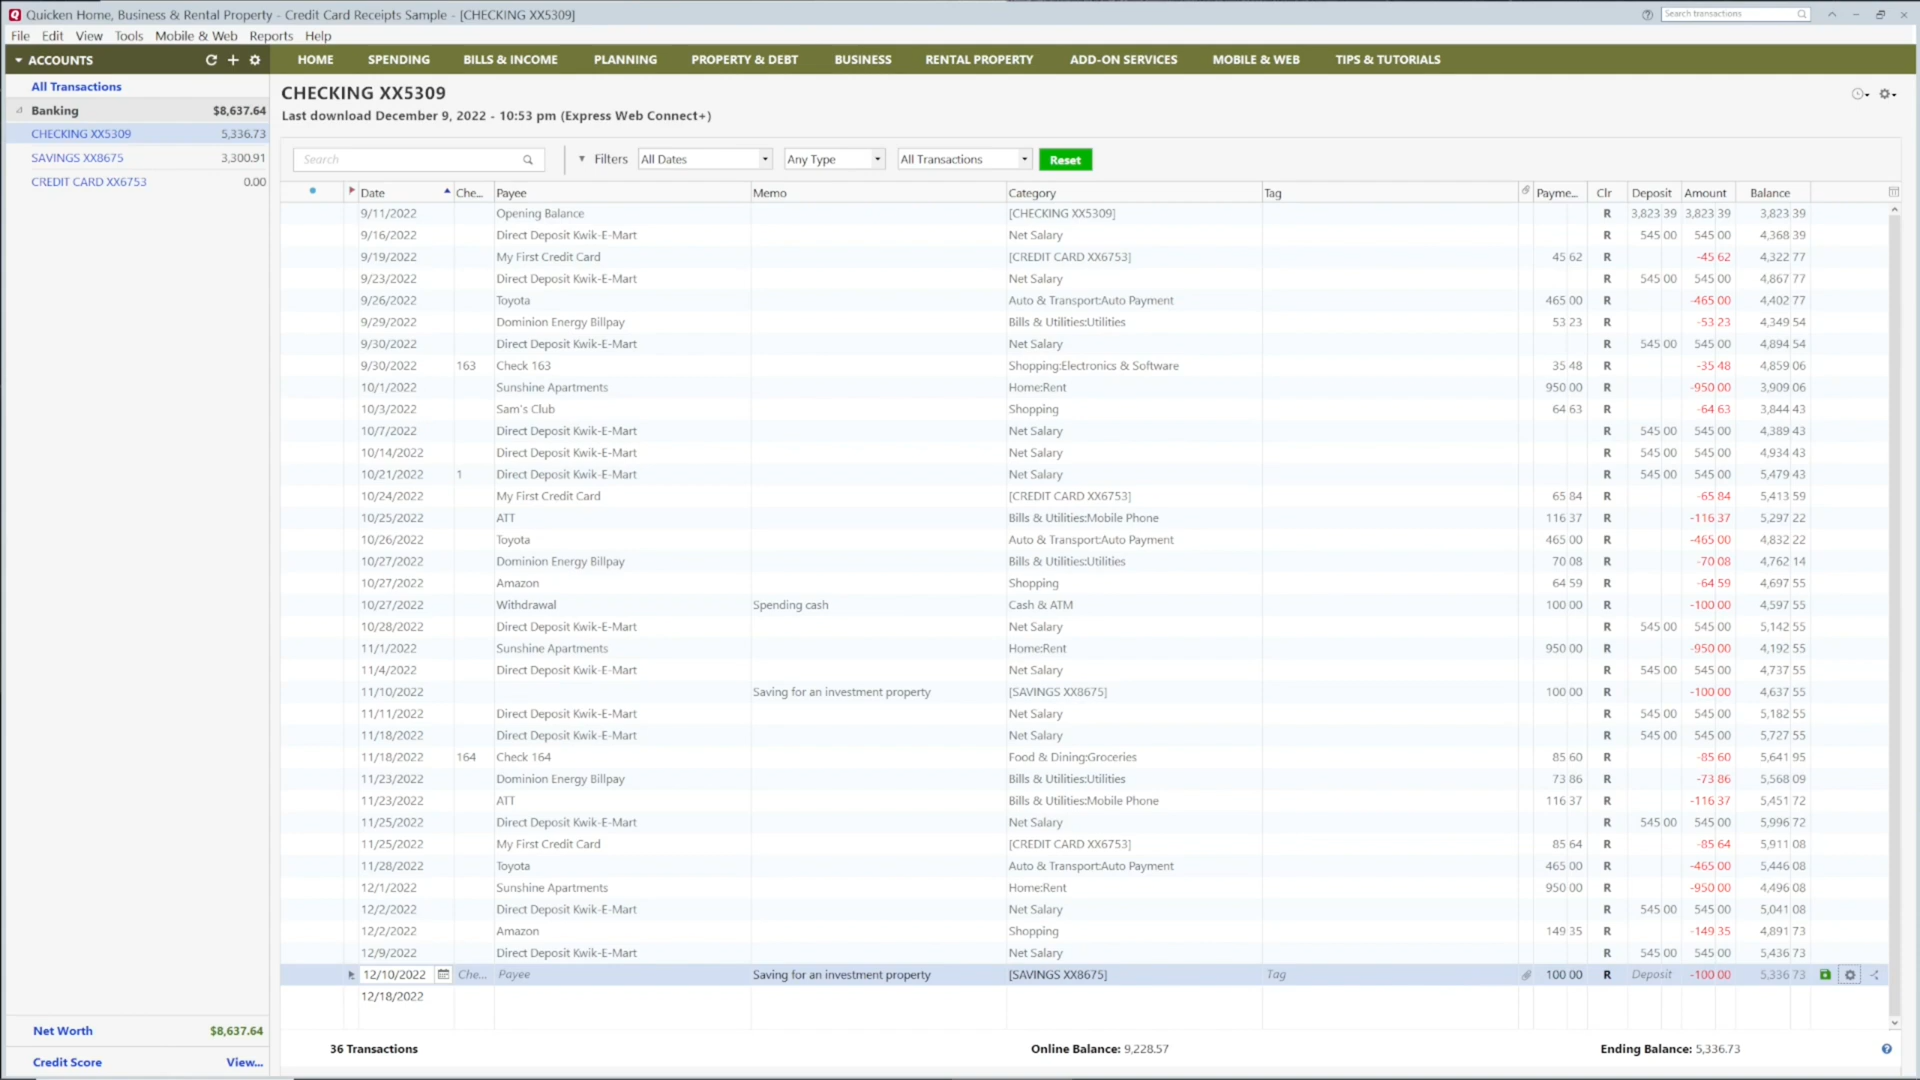 Quicken Home, Business & Rental Property - Credit Card Receipts Sample - [CHECKING XX5309] Search transactions
File Edit View Tools Mobile & Web Reports Help
ACCOUNTS HOME SPENDING BILLS & INCOME PLANNING PROPERTY & DEBT BUSINESS RENTAL PROPERTY ADD-ON SERVICES MOBILE & WEB TIPS & TUTORIALS
All Transactions
Banking $8,637.64
CHECKING XX5309 5,336.73
SAVINGS XX8675 3,300.91
CREDIT CARD XX6753 0.00
Net Worth $8,637.64
Credit Score View...
CHECKING XX5309
Last download December 9, 2022 - 10:53 pm (Express Web Connect+)
Search Filters All Dates Any Type All Transactions Reset
Date Che... Payee Memo Category Tag Payme... Clr Deposit Amount Balance
9/11/2022 Opening Balance [CHECKING XX5309] R 3,823 39 3,823 39 3,823 39
9/16/2022 Direct Deposit Kwik-E-Mart Net Salary R 545 00 545 00 4,368 39
9/19/2022 My First Credit Card [CREDIT CARD XX6753] 45 62 R -45 62 4,322 77
9/23/2022 Direct Deposit Kwik-E-Mart Net Salary R 545 00 545 00 4,867 77
9/26/2022 Toyota Auto & Transport:Auto Payment 465 00 R -465 00 4,402 77
9/29/2022 Dominion Energy Billpay Bills & Utilities:Utilities 53 23 R -53 23 4,349 54
9/30/2022 Direct Deposit Kwik-E-Mart Net Salary R 545 00 545 00 4,894 54
9/30/2022 163 Check 163 Shopping:Electronics & Software 35 48 R -35 48 4,859 06
10/1/2022 Sunshine Apartments Home:Rent 950 00 R -950 00 3,909 06
10/3/2022 Sam's Club Shopping 64 63 R -64 63 3,844 43
10/7/2022 Direct Deposit Kwik-E-Mart Net Salary R 545 00 545 00 4,389 43
10/14/2022 Direct Deposit Kwik-E-Mart Net Salary R 545 00 545 00 4,934 43
10/21/2022 1 Direct Deposit Kwik-E-Mart Net Salary R 545 00 545 00 5,479 43
10/24/2022 My First Credit Card [CREDIT CARD XX6753] 65 84 R -65 84 5,413 59
10/25/2022 ATT Bills & Utilities:Mobile Phone 116 37 R -116 37 5,297 22
10/26/2022 Toyota Auto & Transport:Auto Payment 465 00 R -465 00 4,832 22
10/27/2022 Dominion Energy Billpay Bills & Utilities:Utilities 70 08 R -70 08 4,762 14
10/27/2022 Amazon Shopping 64 59 R -64 59 4,697 55
10/27/2022 Withdrawal Spending cash Cash & ATM 100 00 R -100 00 4,597 55
10/28/2022 Direct Deposit Kwik-E-Mart Net Salary R 545 00 545 00 5,142 55
11/1/2022 Sunshine Apartments Home:Rent 950 00 R -950 00 4,192 55
11/4/2022 Direct Deposit Kwik-E-Mart Net Salary R 545 00 545 00 4,737 55
11/10/2022 Saving for an investment property [SAVINGS XX8675] 100 00 R -100 00 4,637 55
11/11/2022 Direct Deposit Kwik-E-Mart Net Salary R 545 00 545 00 5,182 55
11/18/2022 Direct Deposit Kwik-E-Mart Net Salary R 545 00 545 00 5,727 55
11/18/2022 164 Check 164 Food & Dining:Groceries 85 60 R -85 60 5,641 95
11/23/2022 Dominion Energy Billpay Bills & Utilities:Utilities 73 86 R -73 86 5,568 09
11/23/2022 ATT Bills & Utilities:Mobile Phone 116 37 R -116 37 5,451 72
11/25/2022 Direct Deposit Kwik-E-Mart Net Salary R 545 00 545 00 5,996 72
11/25/2022 My First Credit Card [CREDIT CARD XX6753] 85 64 R -85 64 5,911 08
11/28/2022 Toyota Auto & Transport:Auto Payment 465 00 R -465 00 5,446 08
12/1/2022 Sunshine Apartments Home:Rent 950 00 R -950 00 4,496 08
12/2/2022 Direct Deposit Kwik-E-Mart Net Salary R 545 00 545 00 5,041 08
12/2/2022 Amazon Shopping 149 35 R -149 35 4,891 73
12/9/2022 Direct Deposit Kwik-E-Mart Net Salary R 545 00 545 00 5,436 73
12/10/2022 Che... Payee Saving for an investment property [SAVINGS XX8675] Tag 100 00 R Deposit -100 00 5,336 73
12/18/2022
36 Transactions Online Balance: 9,228.57 Ending Balance: 5,336.73